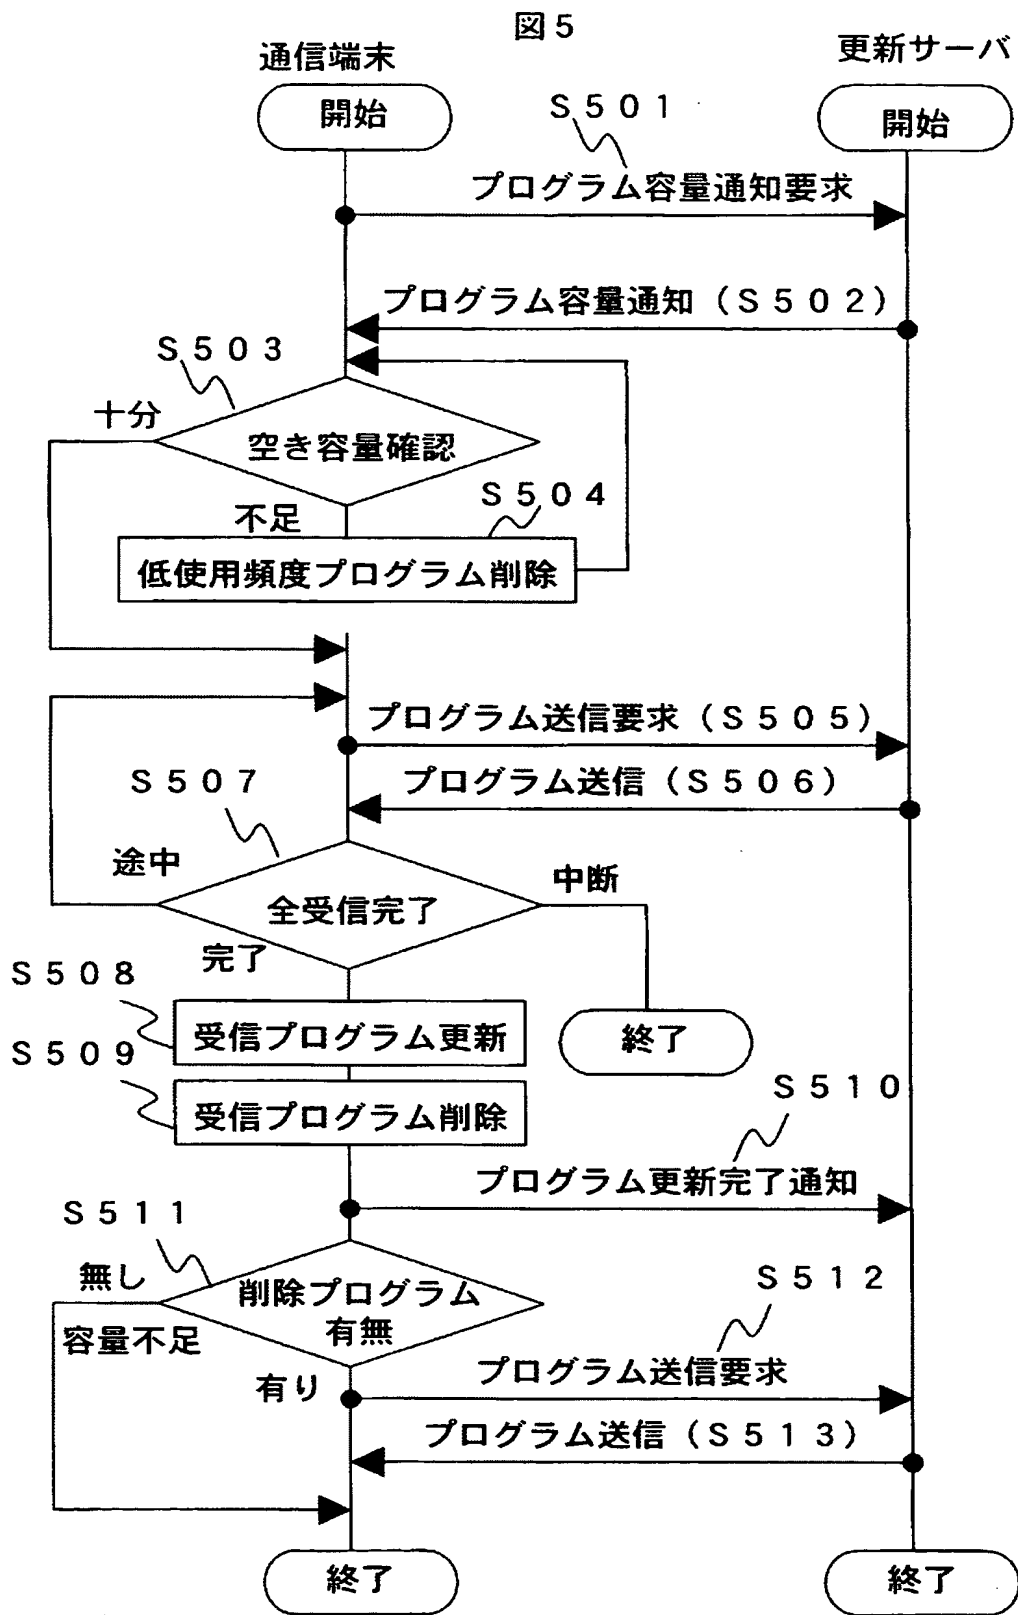 図5
通信端末
更新サーバ
開始
開始
S501
プログラム容量通知要求
プログラム容量通知(S502)
S503
十分
空き容量確認
不足
S504
低使用頻度プログラム削除
プログラム送信要求(S505)
プログラム送信(S506)
S507
途中
全受信完了
中断
完了
S508
受信プログラム更新
終了
S509
受信プログラム削除
S510
プログラム更新完了通知
S511
無し
容量不足
削除プログラム
有無
S512
有り
プログラム送信要求
プログラム送信(S513)
終了
終了